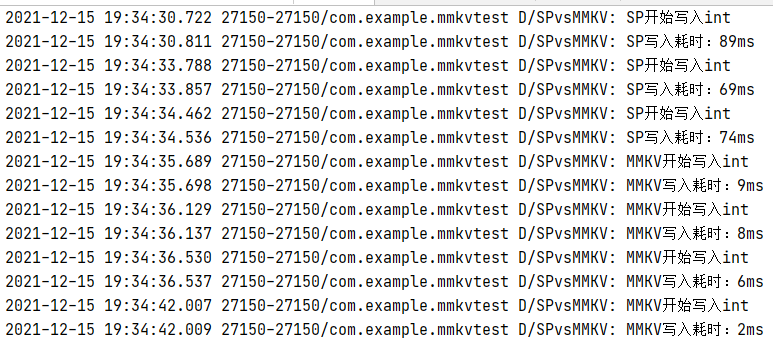 2021-12-15 19:34:30.722 27150-27150/com.example.mmkvtest D/SPvsMMKV: SP开始写入int
2021-12-15 19:34:30.811 27150-27150/com.example.mmkvtest D/SPvsMMKV: SP写入耗时：89ms
2021-12-15 19:34:33.788 27150-27150/com.example.mmkvtest D/SPvsMMKV: SP开始写入int
2021-12-15 19:34:33.857 27150-27150/com.example.mmkvtest D/SPvsMMKV: SP写入耗时：69ms
2021-12-15 19:34:34.462 27150-27150/com.example.mmkvtest D/SPvsMMKV: SP开始写入int
2021-12-15 19:34:34.536 27150-27150/com.example.mmkvtest D/SPvsMMKV: SP写入耗时：74ms
2021-12-15 19:34:35.689 27150-27150/com.example.mmkvtest D/SPvsMMKV: MMKV开始写入int
2021-12-15 19:34:35.698 27150-27150/com.example.mmkvtest D/SPvsMMKV: MMKV写入耗时：9ms
2021-12-15 19:34:36.129 27150-27150/com.example.mmkvtest D/SPvsMMKV: MMKV开始写入int
2021-12-15 19:34:36.137 27150-27150/com.example.mmkvtest D/SPvsMMKV: MMKV写入耗时：8ms
2021-12-15 19:34:36.530 27150-27150/com.example.mmkvtest D/SPvsMMKV: MMKV开始写入int
2021-12-15 19:34:36.537 27150-27150/com.example.mmkvtest D/SPvsMMKV: MMKV写入耗时：6ms
2021-12-15 19:34:42.007 27150-27150/com.example.mmkvtest D/SPvsMMKV: MMKV开始写入int
2021-12-15 19:34:42.009 27150-27150/com.example.mmkvtest D/SPvsMMKV: MMKV写入耗时：2ms